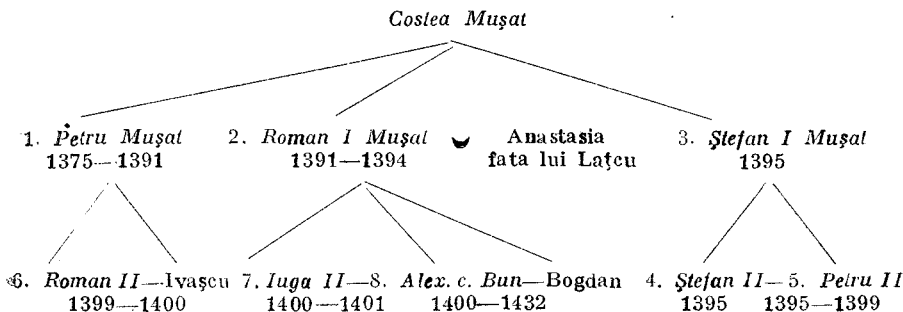 Costea Muşat
1. Petru Muşat 2. Roman I Muşat Anastasia 3. Ştefan I Muşat
1375—1391 1391—1394 fata lui Laţcu 1395
6. Roman II—Ivaşcu 7. Iuga II—8. Alex. c. Bun—Bogdan 4. Ştefan II—5. Petru II
1399—1400 1400—1401 1400—1432 1395 1395—1399